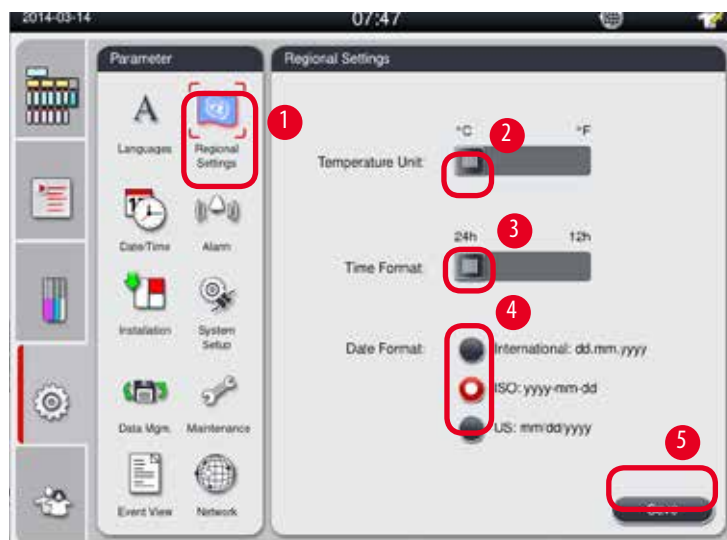 2014-03-14
07:47
Parameter
Regional Settings
Languages
Regional
Settings
1
°C
°F
2
Temperature Unit:
Date/Time
Alarm
24h
12h
3
Time Format:
Installation
System
Setup
4
Date Format:
International: dd.mm.yyyy
ISO: yyyy-mm-dd
US: mm/dd/yyyy
Data Mgm.
Maintenance
5
Event View
Network
Save